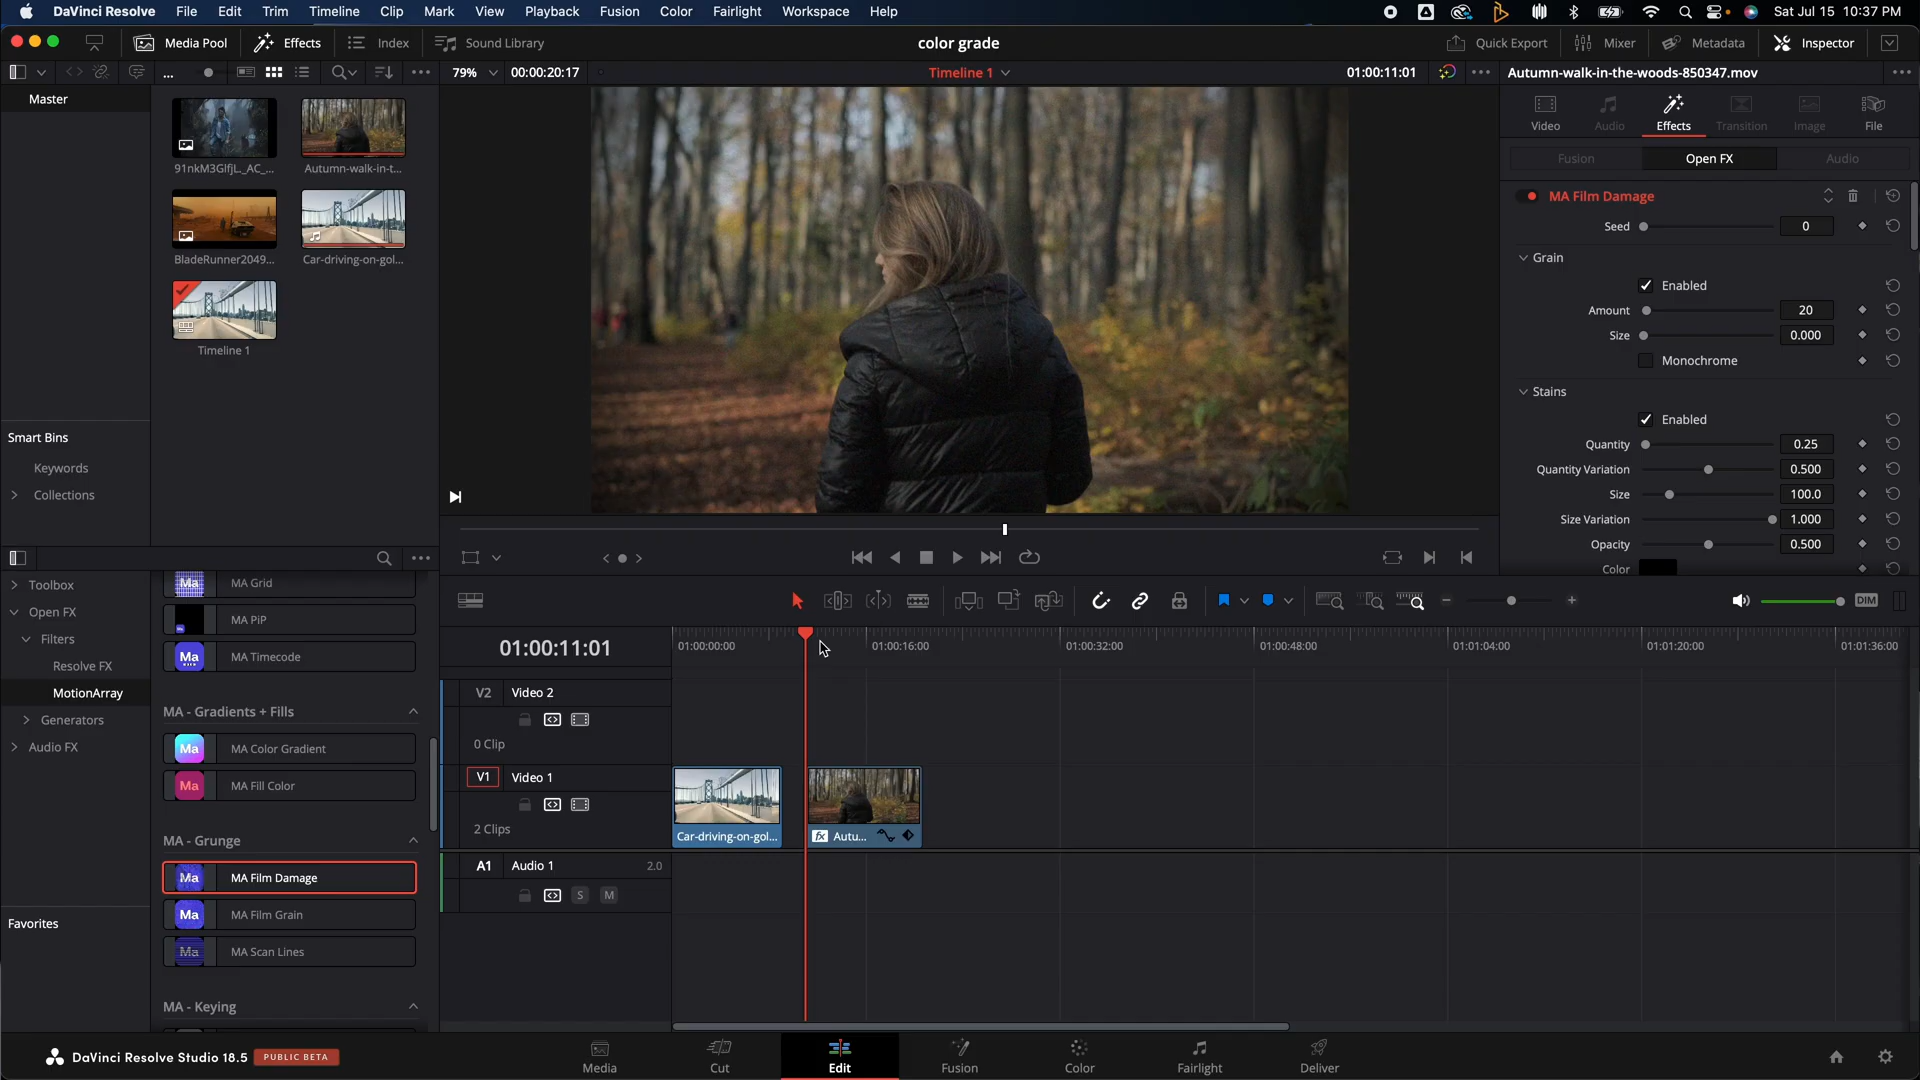 DaVinci Resolve File Edit Trim Timeline Clip Mark View Playback Fusion Color Fairlight Workspace Help Sat Jul 15 10:37 PM
Media Pool Effects Index Sound Library color grade Quick Export Mixer Metadata Inspector
79% 00:00:20:17 Timeline 1 01:00:11:01 Autumn-walk-in-the-woods-850347.mov
Master
91nkM3GlfjL._AC_... Autumn-walk-in-t...
BladeRunner2049... Car-driving-on-gol...
Timeline 1
Smart Bins
Keywords
Collections
Video Audio Effects Transition Image File
Fusion Open FX Audio
MA Film Damage
Seed 0
Grain
Enabled
Amount 20
Size 0.000
Monochrome
Stains
Enabled
Quantity 0.25
Quantity Variation 0.500
Size 100.0
Size Variation 1.000
Opacity 0.500
Color
Toolbox
Open FX
Filters
Resolve FX
MotionArray
Generators
Audio FX
Favorites
Ma MA Grid
MA PiP
Ma MA Timecode
MA - Gradients + Fills
Ma MA Color Gradient
Ma MA Fill Color
MA - Grunge
Ma MA Film Damage
Ma MA Film Grain
Ma MA Scan Lines
MA - Keying
DIM
01:00:11:01 01:00:00:00 01:00:16:00 01:00:32:00 01:00:48:00 01:01:04:00 01:01:20:00 01:01:36:00
V2 Video 2
0 Clip
V1 Video 1
2 Clips
Car-driving-on-gol... fx Autu...
A1 Audio 1 2.0
S M
DaVinci Resolve Studio 18.5 PUBLIC BETA
Media Cut Edit Fusion Color Fairlight Deliver